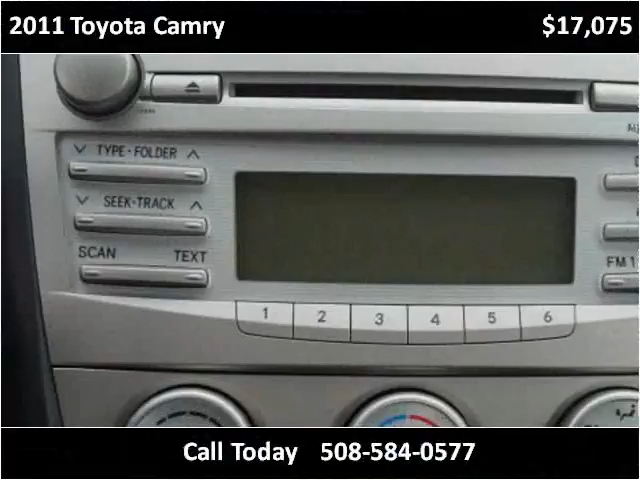 2011 Toyota Camry $17,075
TYPE·FOLDER
SEEK·TRACK
SCAN TEXT
FM 1
1 2 3 4 5 6
Call Today 508-584-0577